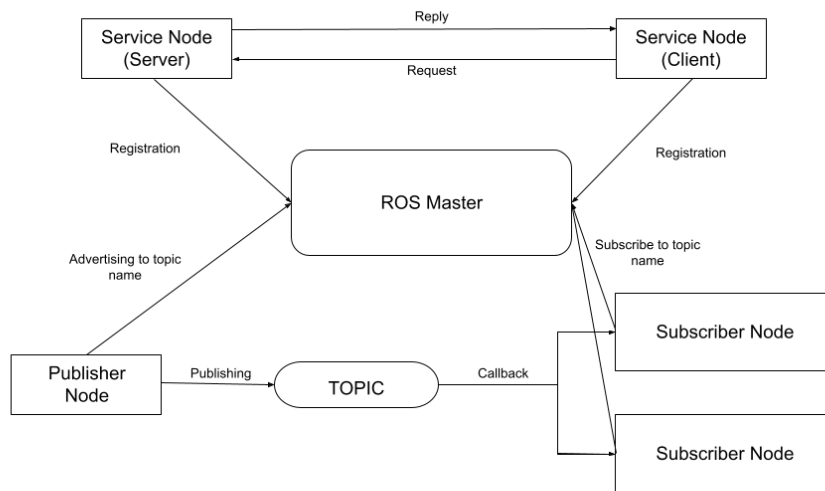 Reply
Service Node
(Server)
Service Node
(Client)
Request
Registration
Registration
ROS Master
Advertising to topic
name
Subscribe to topic
name
Subscriber Node
Publisher
Node
Publishing
TOPIC
Callback
Subscriber Node